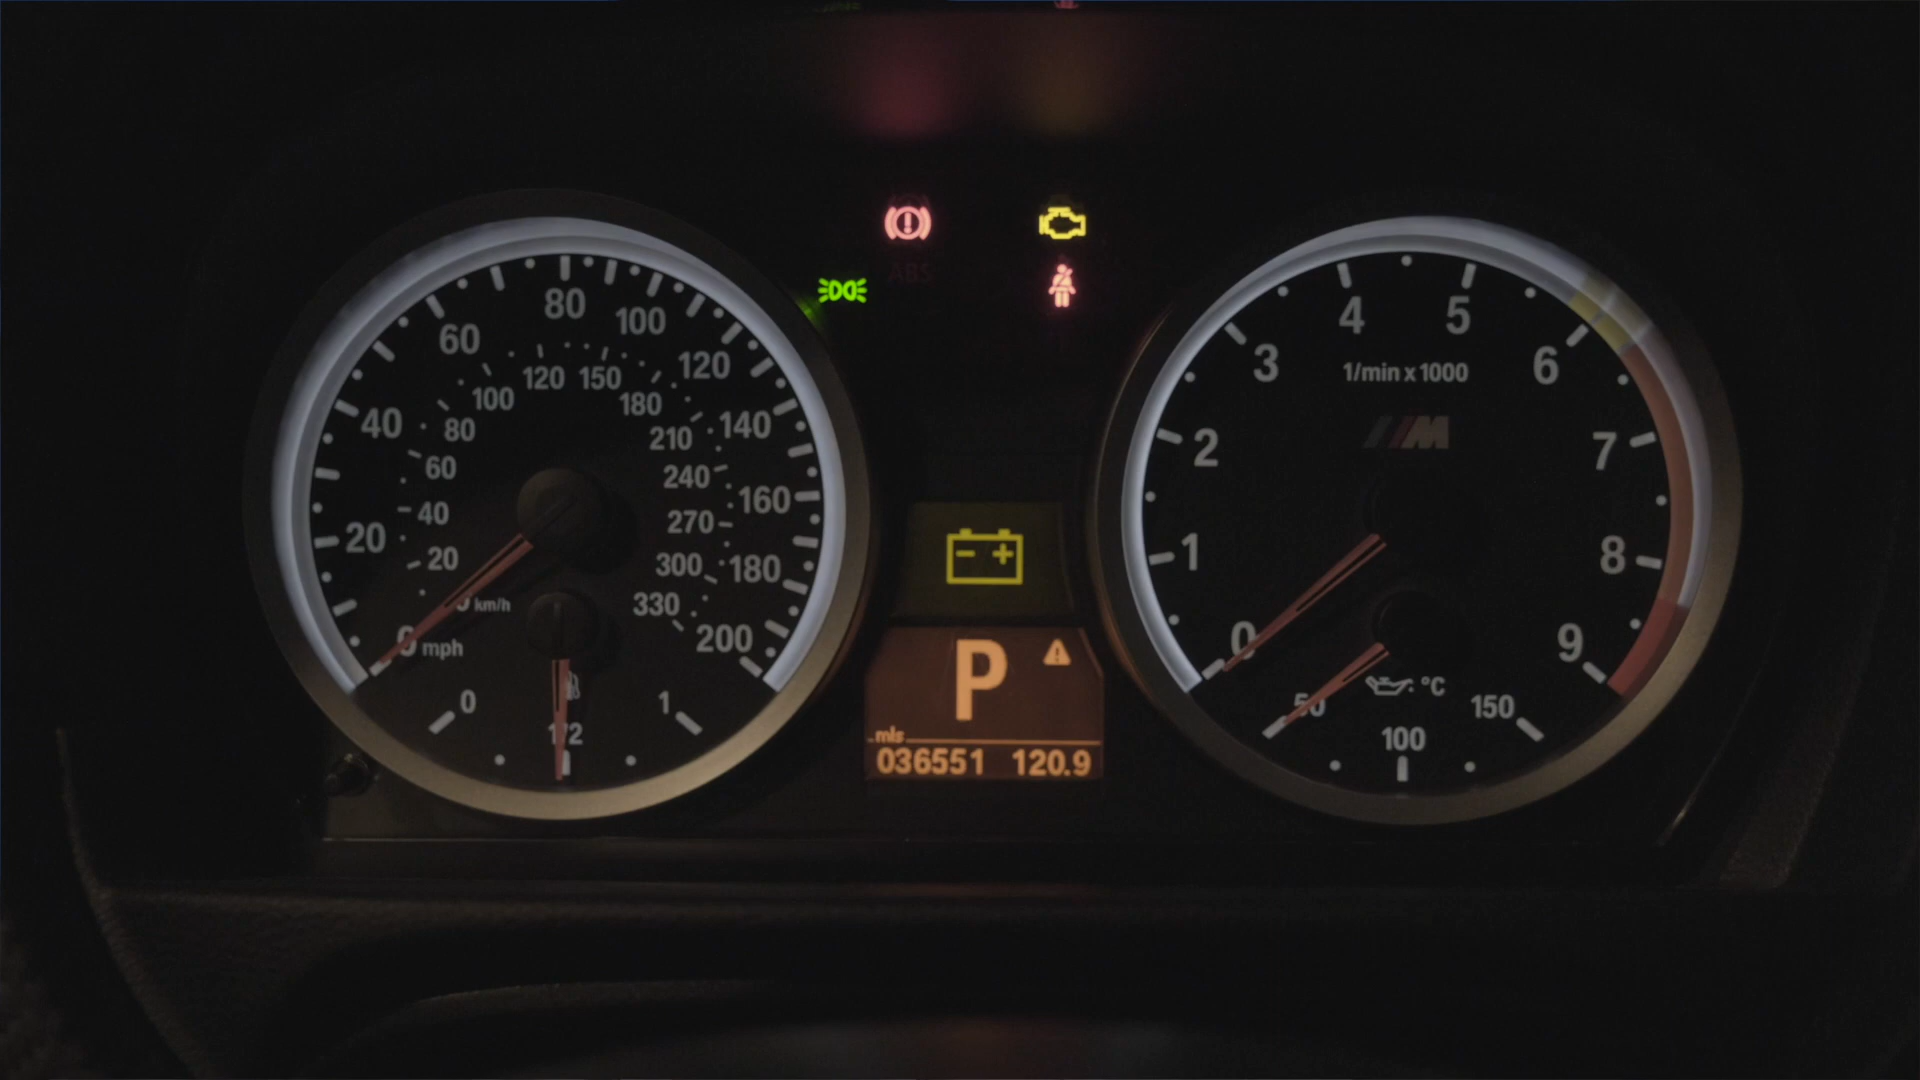 80
60 100
120
120 150
100 180
40 140
80 210
60 240
160
40 270
20
20 300 180
330
km/h
0 mph 200
0 1
1/2
ABS
P
mls
036551 120.9
4 5
3 6
1/min x 1000
M
2 7
1 8
0 9
°C
50 150
100